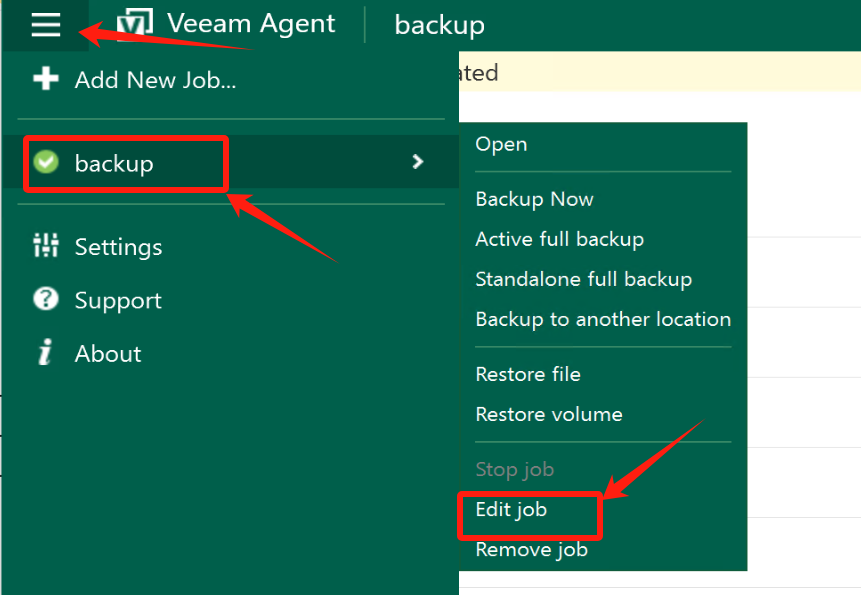 Veeam Agent
backup
Add New Job...
ated
backup
Settings
Support
About
Open
Backup Now
Active full backup
Standalone full backup
Backup to another location
Restore file
Restore volume
Stop job
Edit job
Remove job